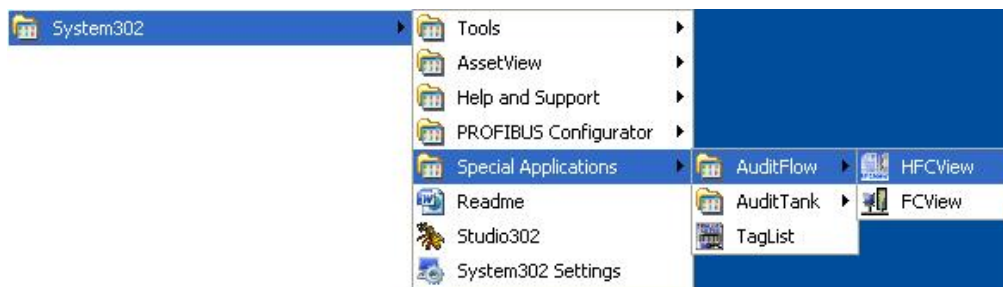 System302
Tools
AssetView
Help and Support
PROFIBUS Configurator
Special Applications
Readme
Studio302
System302 Settings
AuditFlow
AuditTank
TagList
HFCView
FCView